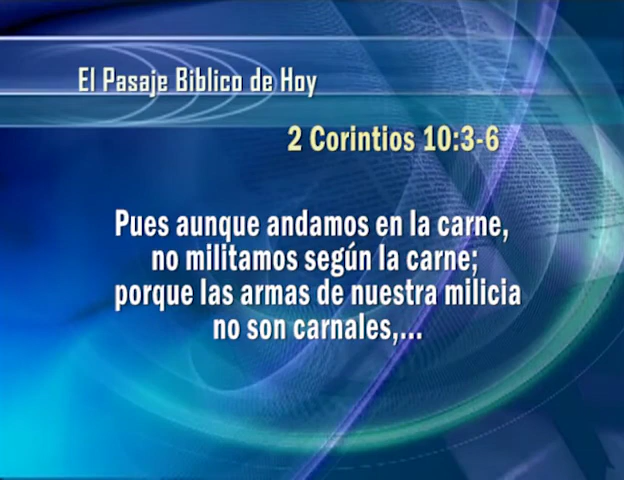 El Pasaje Biblico de Hoy
2 Corintios 10:3-6
Pues aunque andamos en la carne,
no militamos según la carne;
porque las armas de nuestra milicia
no son carnales,...